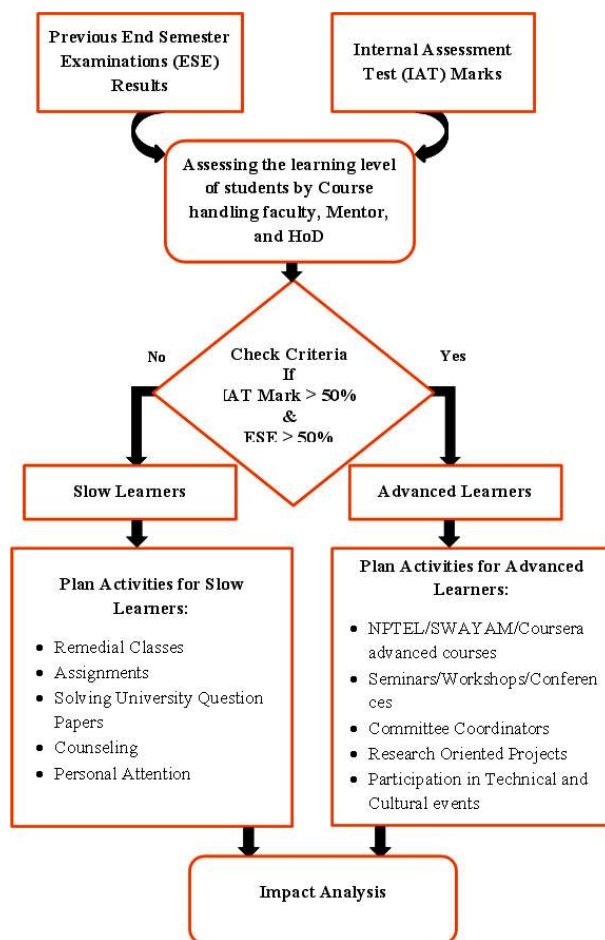 Previous End Semester
Examinations (ESE)
Results
Internal Assessment
Test (IAT) Marks
Assessing the learning level
of students by Course
handling faculty, Mentor,
and HoD
No
Yes
Check Criteria
If
IAT Mark > 50%
&
ESE > 50%
Slow Learners
Advanced Learners
Plan Activities for Slow
Learners:
• Remedial Classes
• Assignments
• Solving University Question
Papers
• Counseling
• Personal Attention
Plan Activities for Advanced
Learners:
• NPTEL/SWAYAM/Coursera
advanced courses
• Seminars/Workshops/Conferen
ces
• Committee Coordinators
• Research Oriented Projects
• Participation in Technical and
Cultural events
Impact Analysis